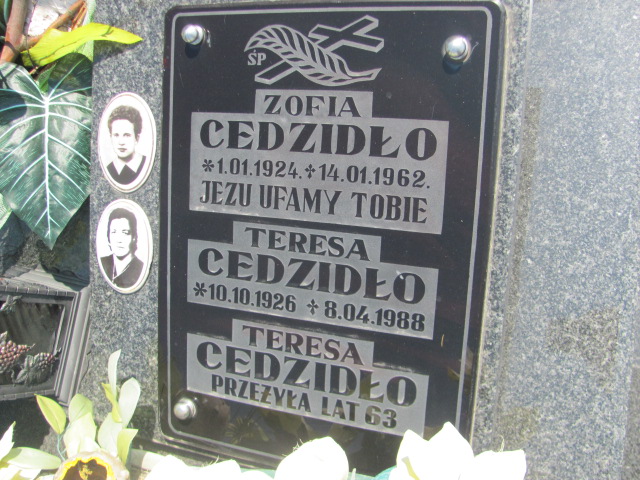 ŚP
ZOFIA
CEDZIDŁO
*1.01.1924. ✝14.01.1962.
JEZU UFAMY TOBIE
TERESA
CEDZIDŁO
*10.10.1926 ✝8.04.1988
TERESA
CEDZIDŁO
PRZEŻYŁA LAT 63